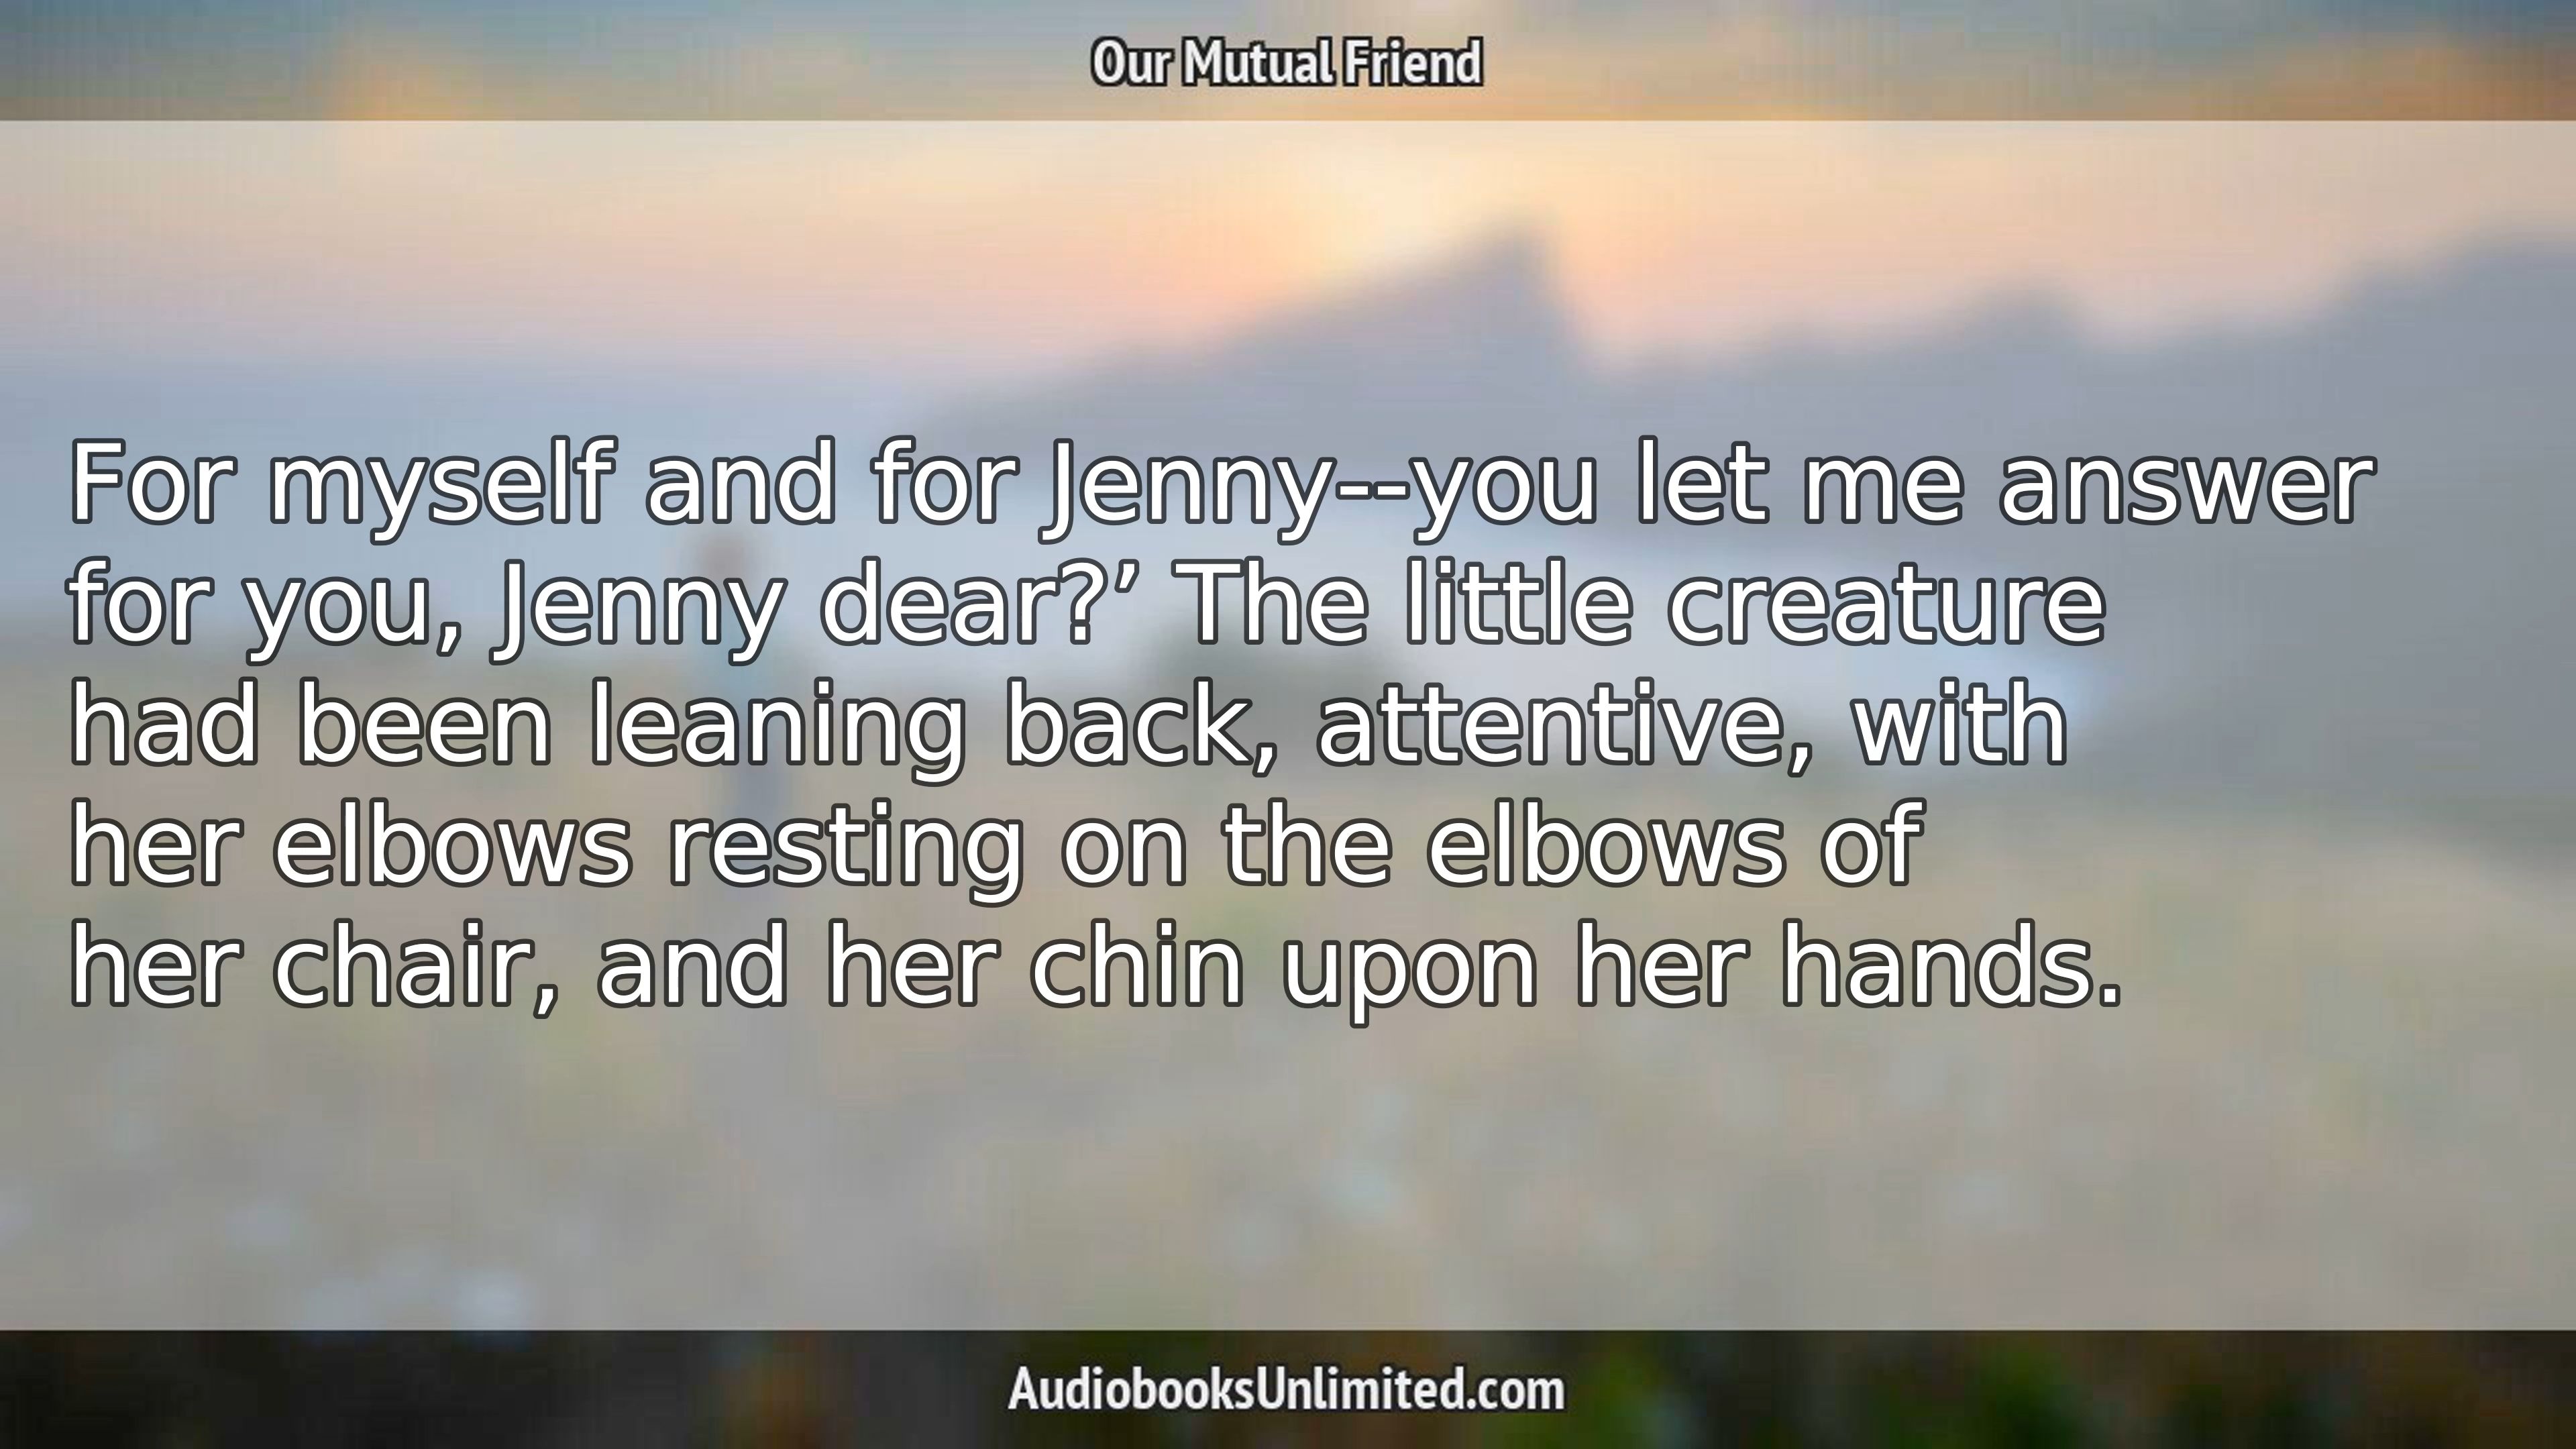 Our Mutual Friend
For myself and for Jenny--you let me answer
for you, Jenny dear?’ The little creature
had been leaning back, attentive, with
her elbows resting on the elbows of
her chair, and her chin upon her hands.
AudiobooksUnlimited.com